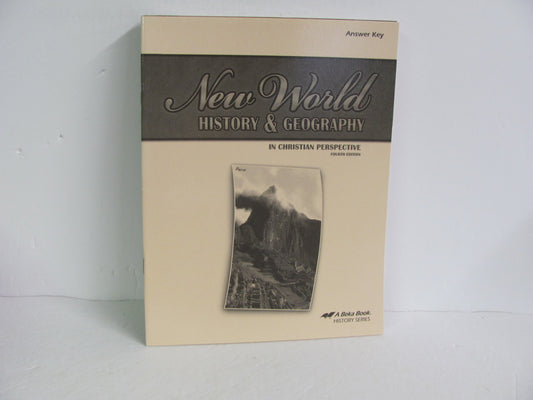 Answer Key
New World
HISTORY & GEOGRAPHY
IN CHRISTIAN PERSPECTIVE
FOURTH EDITION
Peru
A Beka Book®
HISTORY SERIES